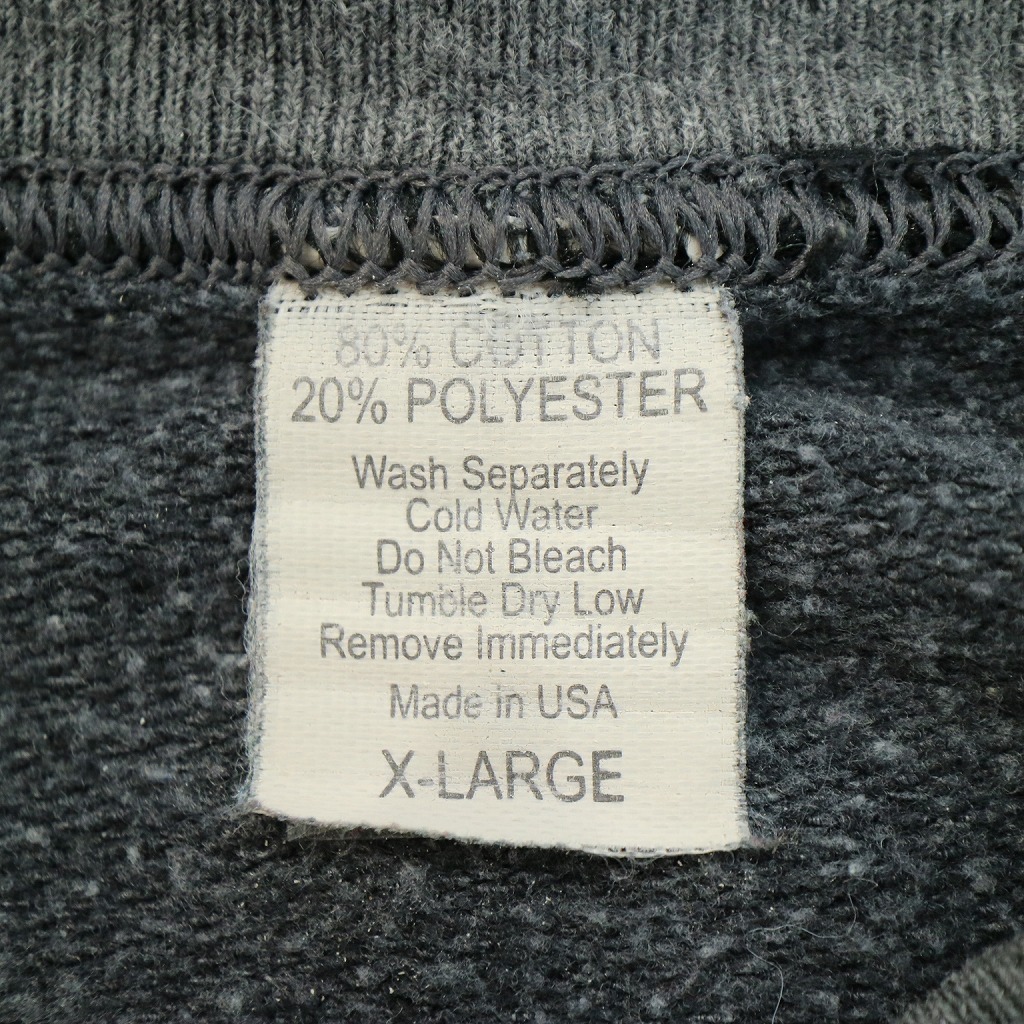 80% COTTON
20% POLYESTER
Wash Separately
Cold Water
Do Not Bleach
Tumble Dry Low
Remove Immediately
Made in USA
X-LARGE